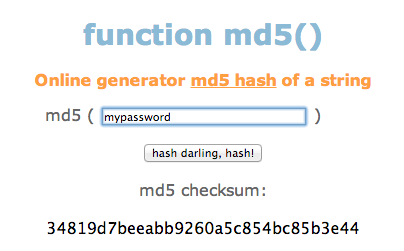 function md5()
Online generator md5 hash of a string
md5 ( mypassword )
hash darling, hash!
md5 checksum:
34819d7beeabb9260a5c854bc85b3e44